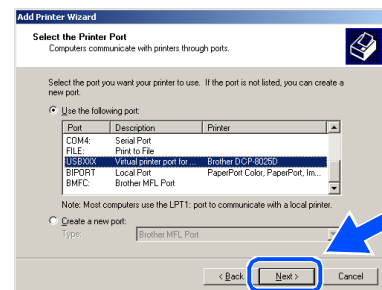 Add Printer Wizard
Select the Printer Port
Computers communicate with printers through ports.
Select the port you want your printer to use. If the port is not listed, you can create a
new port.
Use the following port:
Port Description Printer
COM4: Serial Port
FILE: Print to File
USBXXX Virtual printer port for ... Brother DCP-8025D
BIPORT Local Port PaperPort Color, PaperPort, Im...
BMFC: Brother MFL Port
Note: Most computers use the LPT1: port to communicate with a local printer.
Create a new port:
Type: Brother MFL Port
< Back Next > Cancel